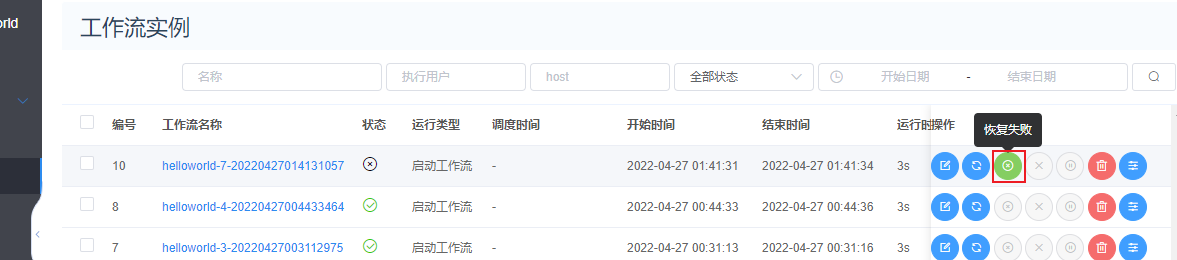 orld
工作流实例
名称 执行用户 host 全部状态 开始日期 - 结束日期
编号 工作流名称 状态 运行类型 调度时间 开始时间 结束时间 运行时 操作
恢复失败
10 helloworld-7-20220427014131057 启动工作流 - 2022-04-27 01:41:31 2022-04-27 01:41:34 3s
8 helloworld-4-20220427004433464 启动工作流 - 2022-04-27 00:44:33 2022-04-27 00:44:36 3s
7 helloworld-3-20220427003112975 启动工作流 - 2022-04-27 00:31:13 2022-04-27 00:31:16 3s